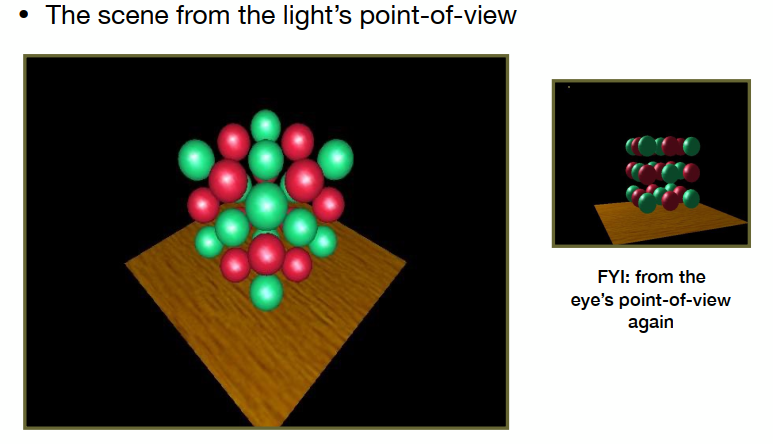 • The scene from the light’s point-of-view
FYI: from the
eye’s point-of-view
again